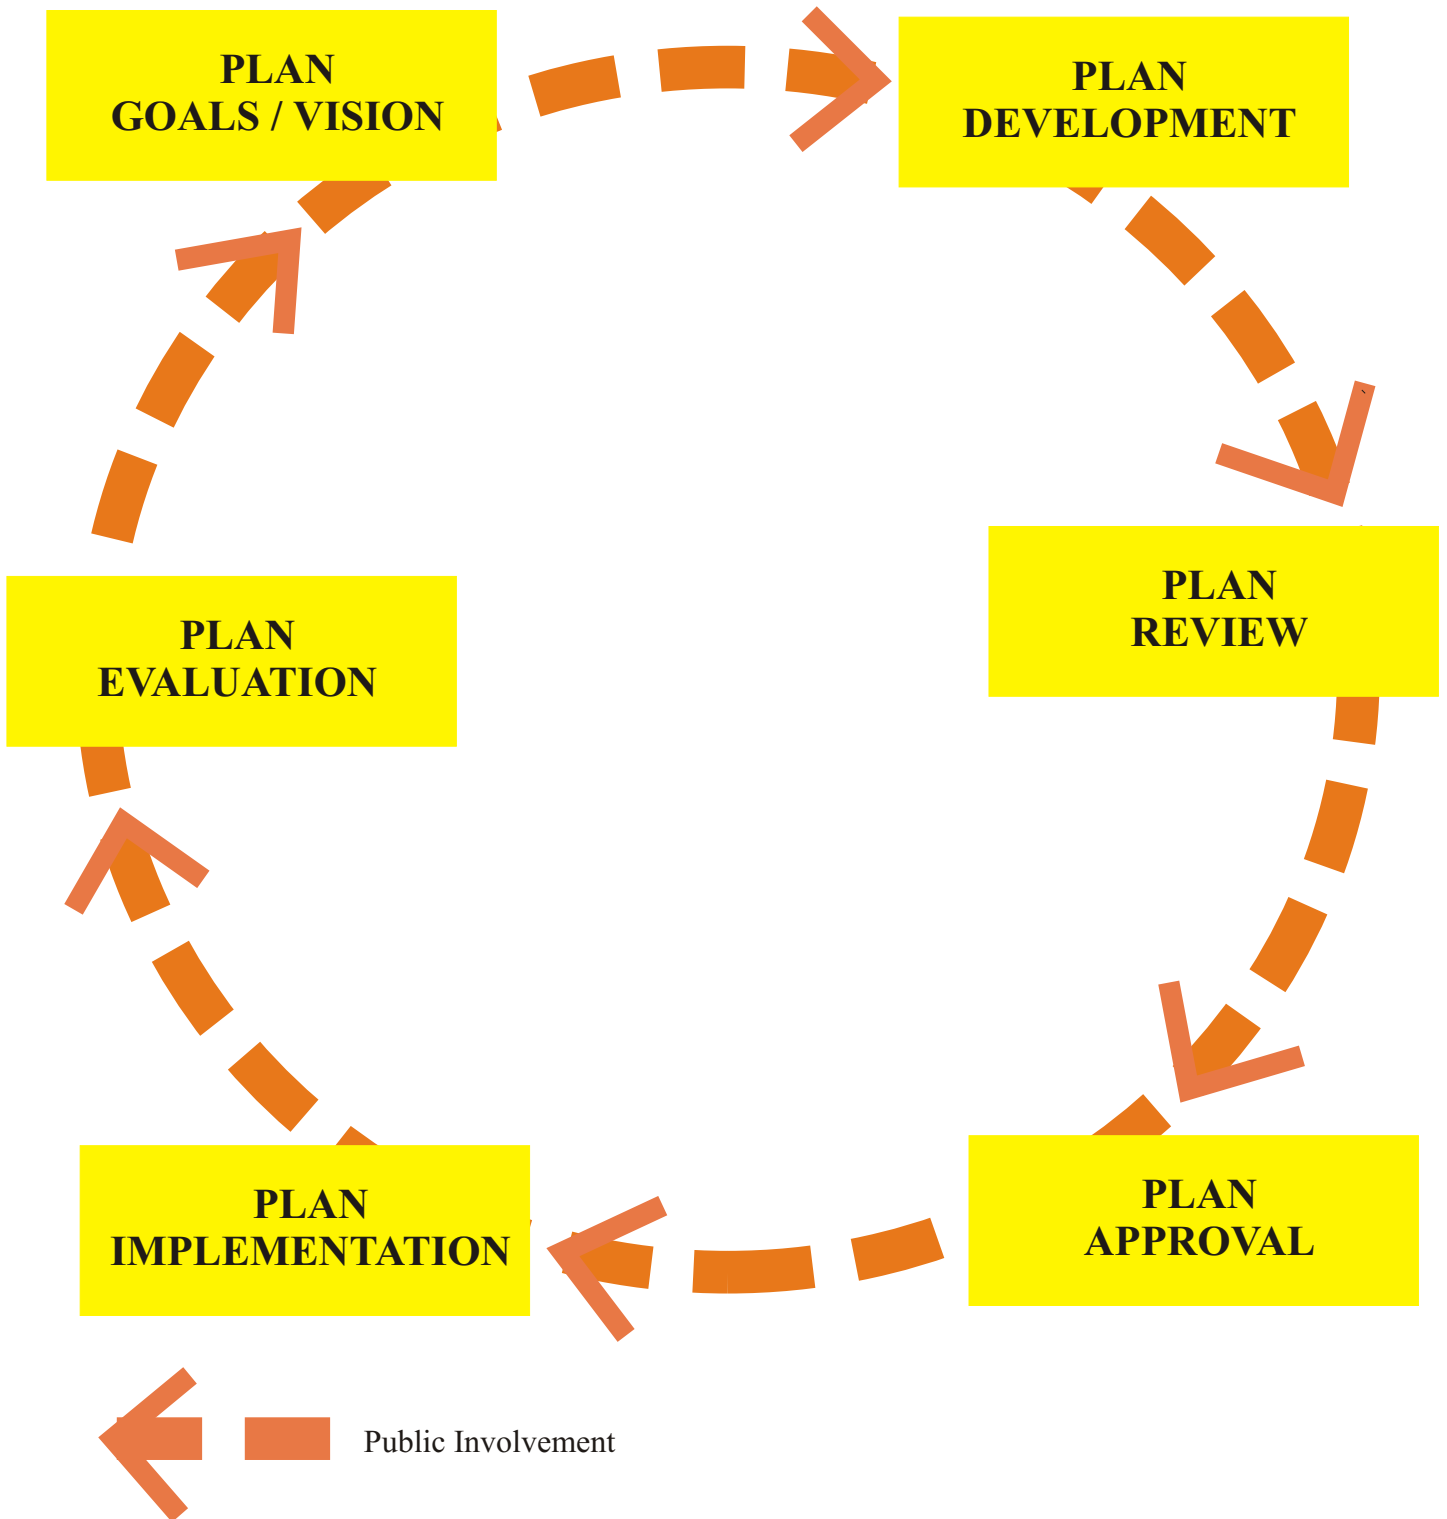 PLAN
GOALS / VISION
PLAN
DEVELOPMENT
PLAN
REVIEW
PLAN
EVALUATION
PLAN
APPROVAL
PLAN
IMPLEMENTATION
Public Involvement